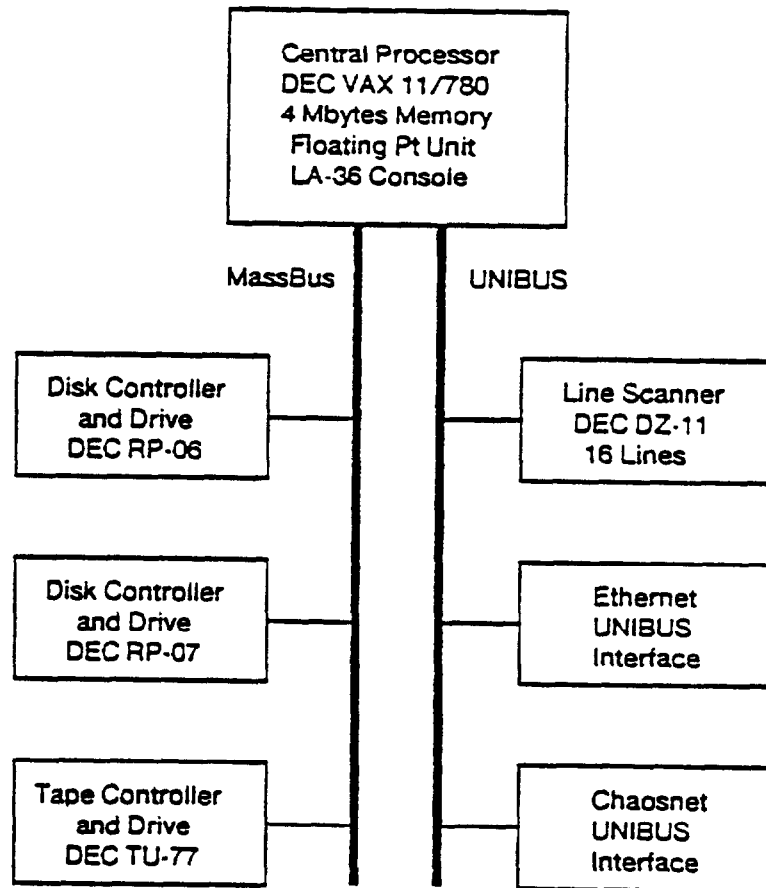 Central Processor
DEC VAX 11/780
4 Mbytes Memory
Floating Pt Unit
LA-36 Console
MassBus
UNIBUS
Disk Controller
and Drive
DEC RP-06
Line Scanner
DEC DZ-11
16 Lines
Disk Controller
and Drive
DEC RP-07
Ethernet
UNIBUS
Interface
Tape Controller
and Drive
DEC TU-77
Chaosnet
UNIBUS
Interface